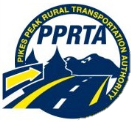 PIKES PEAK RURAL TRANSPORTATION AUTHORITY
PPRTA